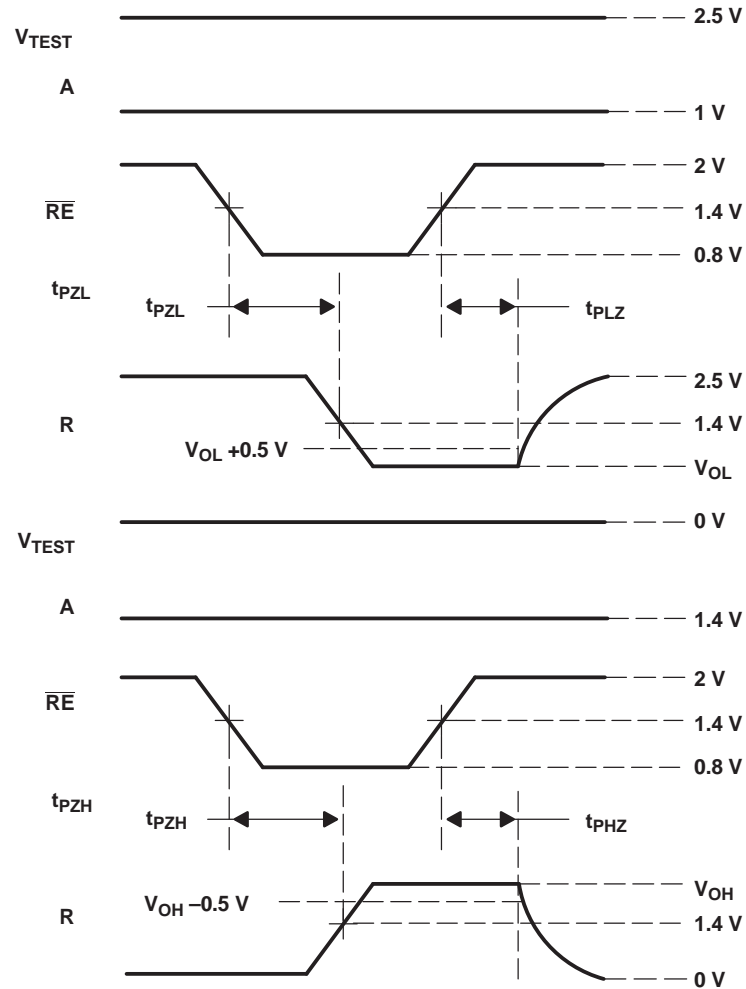 V_TEST 2.5 V
A 1 V
2 V
R̅E̅ 1.4 V
0.8 V
t_PZL t_PZL t_PLZ
2.5 V
R 1.4 V
V_OL +0.5 V
V_OL
V_TEST 0 V
A 1.4 V
2 V
R̅E̅ 1.4 V
0.8 V
t_PZH t_PZH t_PHZ
V_OH
V_OH –0.5 V
R 1.4 V
0 V